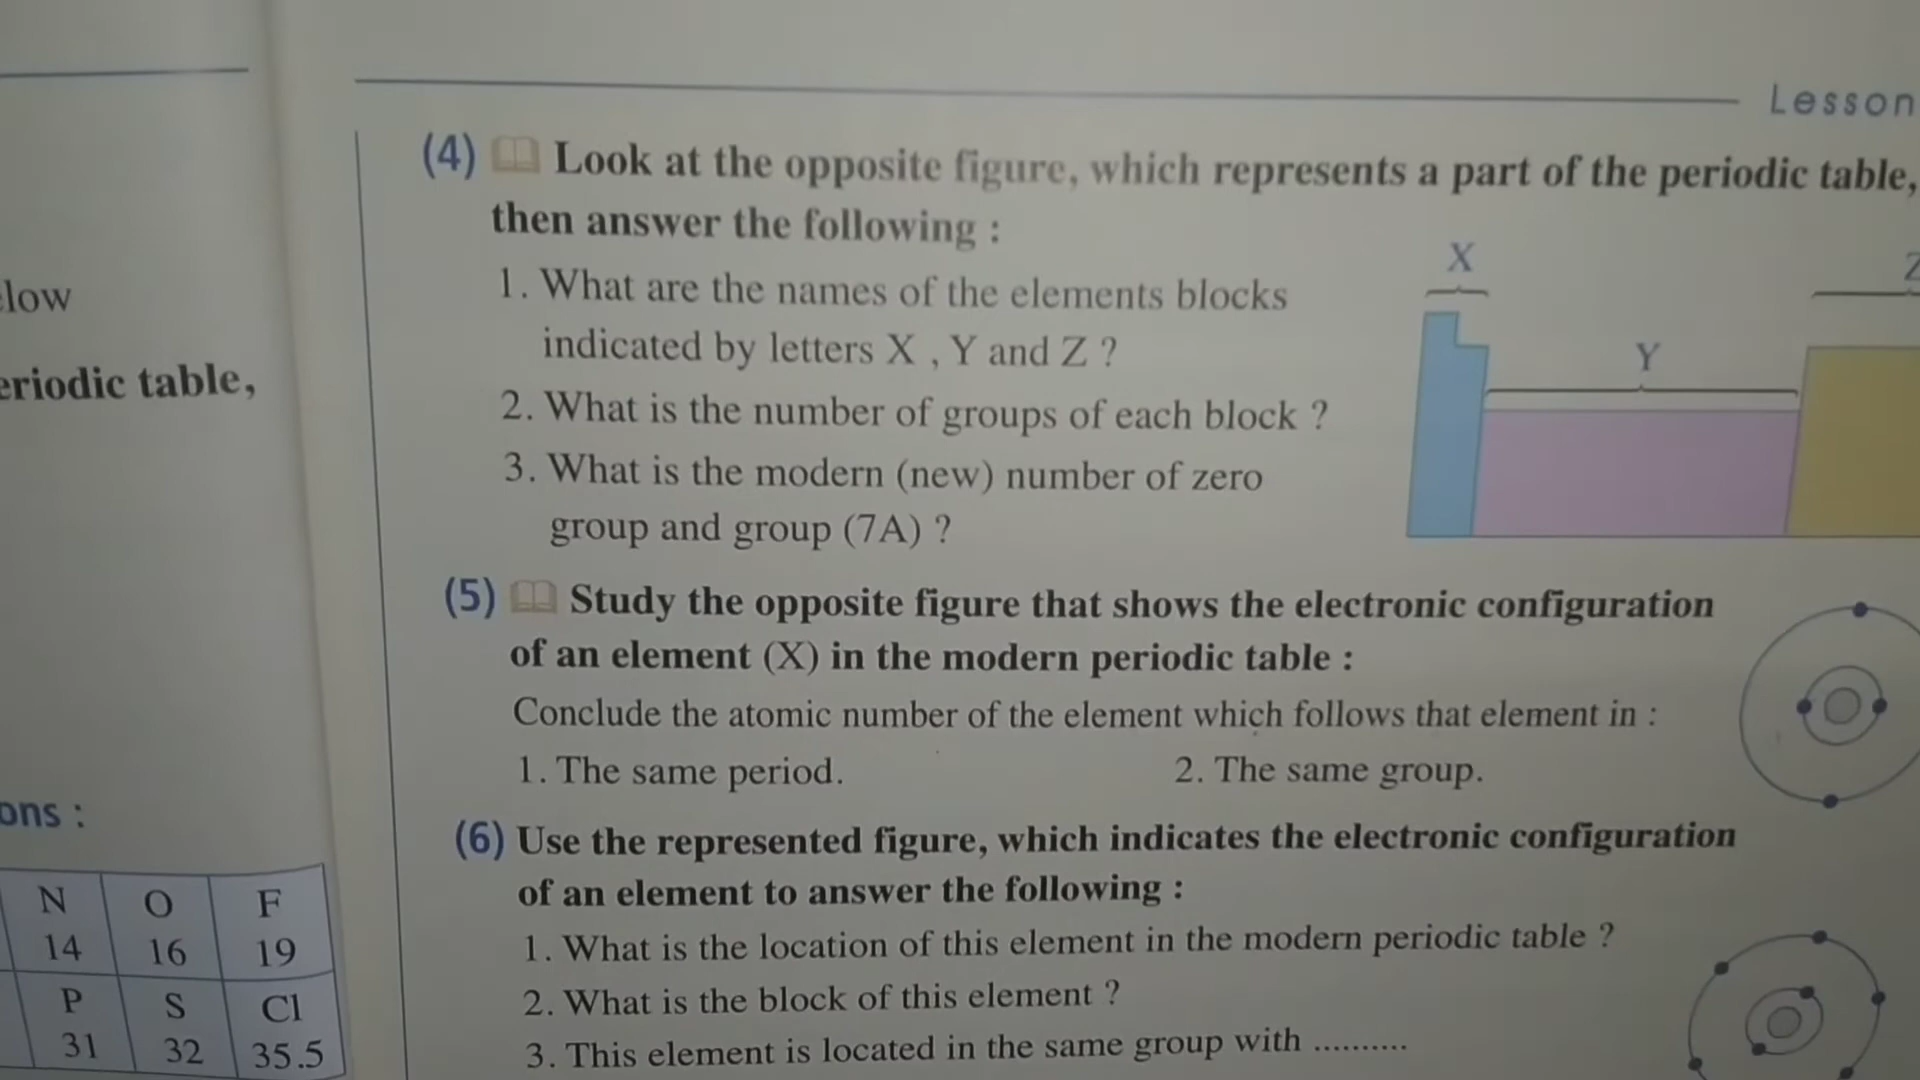 Lesson
(4) Look at the opposite figure, which represents a part of the periodic table,
then answer the following :
1. What are the names of the elements blocks
indicated by letters X , Y and Z ?
2. What is the number of groups of each block ?
3. What is the modern (new) number of zero
group and group (7A) ?
X
Y
Z
(5) Study the opposite figure that shows the electronic configuration
of an element (X) in the modern periodic table :
Conclude the atomic number of the element which follows that element in :
1. The same period. 2. The same group.
(6) Use the represented figure, which indicates the electronic configuration
of an element to answer the following :
1. What is the location of this element in the modern periodic table ?
2. What is the block of this element ?
3. This element is located in the same group with ..........
low
eriodic table,
ons :
N O F
14 16 19
P S Cl
31 32 35.5